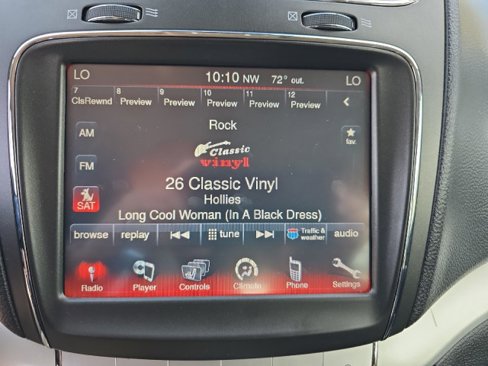 LO 10:10 NW 72° out. LO
7 8 9 10 11 12
ClsRewnd Preview Preview Preview Preview Preview
Rock
AM
Classic
vinyl
fav.
FM
26 Classic Vinyl
Hollies
SAT
Long Cool Woman (In A Black Dress)
browse replay tune Traffic & weather audio
Radio Player Controls Climate Phone Settings